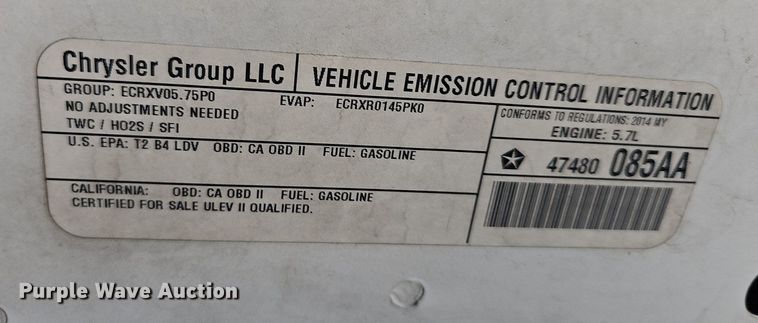 Chrysler Group LLC
VEHICLE EMISSION CONTROL INFORMATION
GROUP: ECRXV05.75P0
EVAP: ECRXR0145PK0
NO ADJUSTMENTS NEEDED
TWC / HO2S / SFI
CONFORMS TO REGULATIONS: 2014 MY
ENGINE: 5.7L
U.S. EPA: T2 B4 LDV OBD: CA OBD II FUEL: GASOLINE
47480 085AA
CALIFORNIA: OBD: CA OBD II FUEL: GASOLINE
CERTIFIED FOR SALE ULEV II QUALIFIED.
Purple Wave Auction